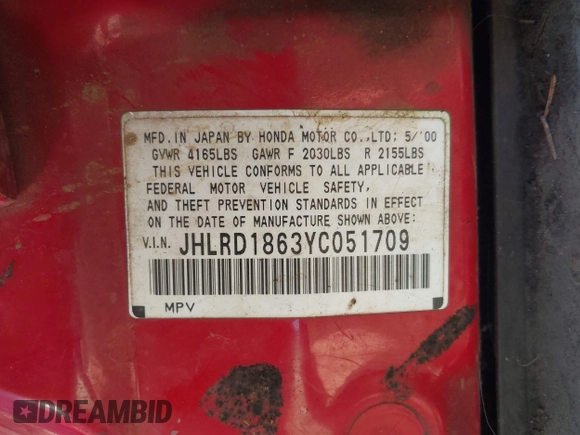 MFD. IN JAPAN BY HONDA MOTOR CO.,LTD; 5/'00
GVWR 4165LBS GAWR F 2030LBS R 2155LBS
THIS VEHICLE CONFORMS TO ALL APPLICABLE
FEDERAL MOTOR VEHICLE SAFETY,
AND THEFT PREVENTION STANDARDS IN EFFECT
ON THE DATE OF MANUFACTURE SHOWN ABOVE:
V.I.N. JHLRD1863YC051709
MPV
DREAMBID